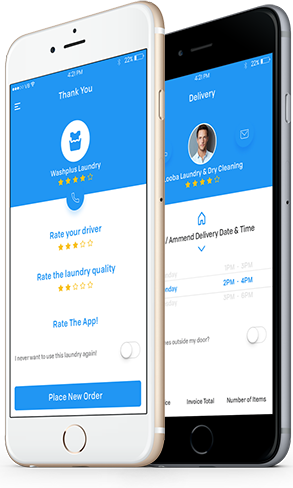 4:21 PM
22%
Thank You
Washplus Laundry
Rate your driver
Rate the laundry quality
Rate The App!
I never want to use this laundry again!
Place New Order
4:21 PM
22%
Delivery
Looba Laundry & Dry Cleaning
/ Ammend Delivery Date & Time
1PM - 3PM
nday 2PM - 4PM
3PM - 5PM
es outside my door?
ce Invoice Total Number of Items